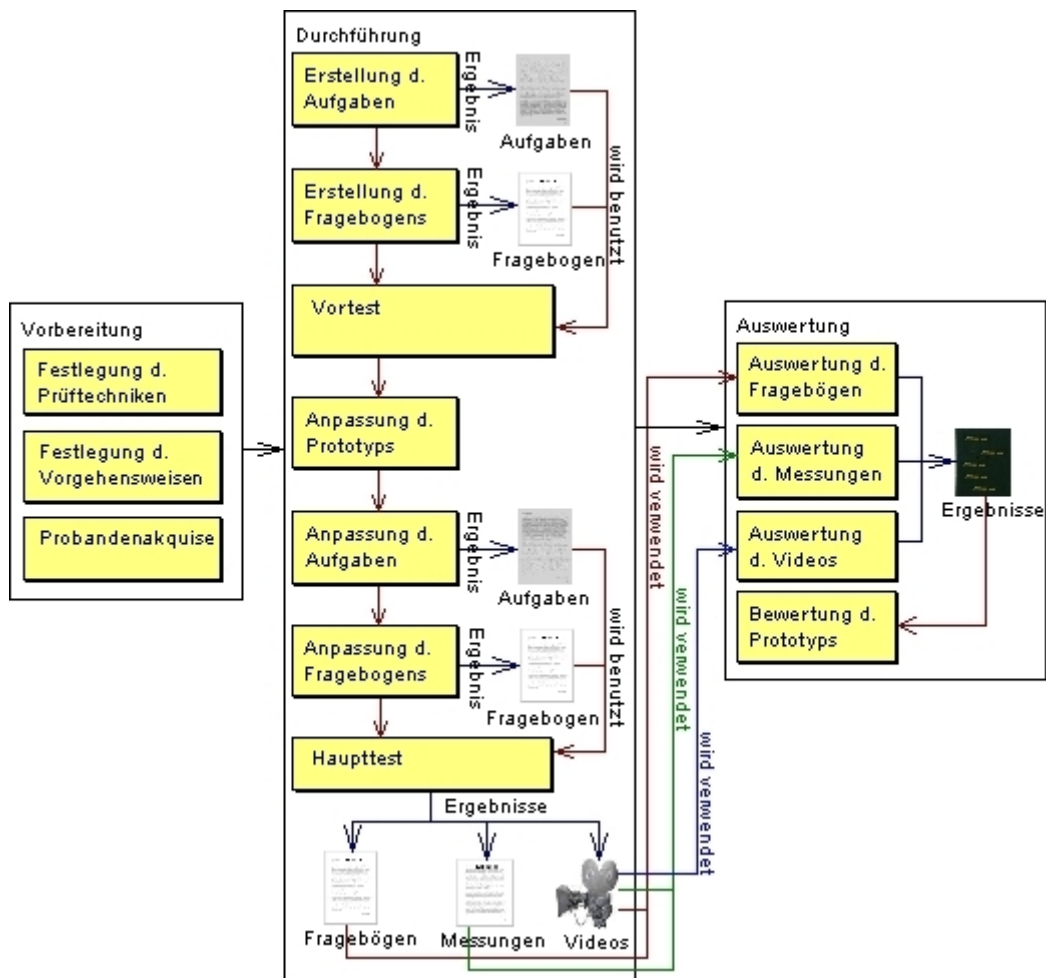 Vorbereitung
Festlegung d.
Prüftechniken
Festlegung d.
Vorgehensweisen
Probandenakquise
Durchführung
Erstellung d.
Aufgaben
Ergebnis
Aufgaben
Erstellung d.
Fragebogens
Ergebnis
Fragebogen
wird benutzt
Vortest
Anpassung d.
Prototyps
Anpassung d.
Aufgaben
Ergebnis
Aufgaben
Anpassung d.
Fragebogens
Ergebnis
Fragebogen
wird benutzt
Haupttest
Ergebnisse
Fragebögen
Messungen
Videos
wird verwendet
wird verwendet
wird verwendet
Auswertung
Auswertung d.
Fragebögen
Auswertung
d. Messungen
Auswertung
d. Videos
Ergebnisse
Bewertung d.
Prototyps